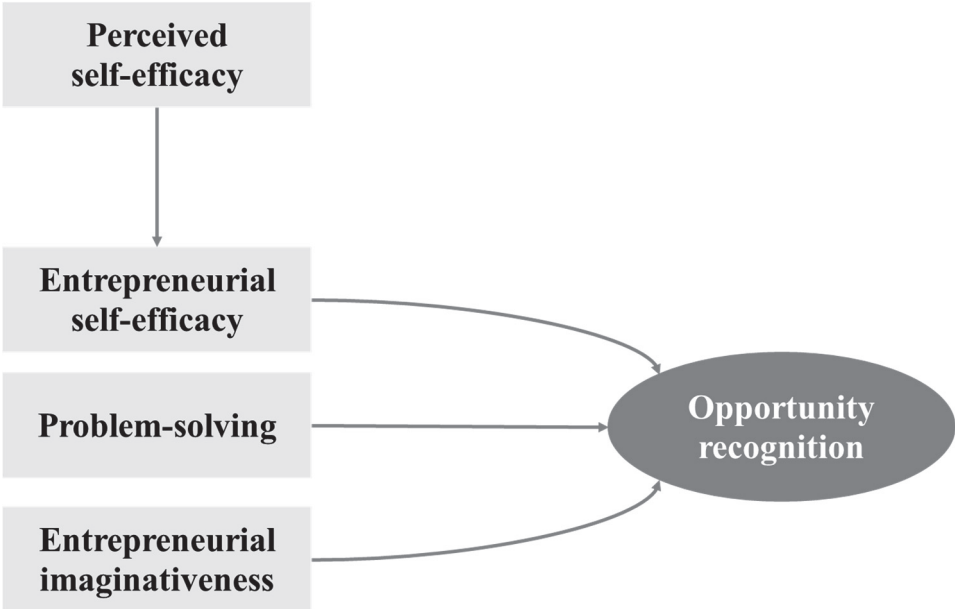 Perceived
self-efficacy
Entrepreneurial
self-efficacy
Problem-solving
Opportunity
recognition
Entrepreneurial
imaginativeness